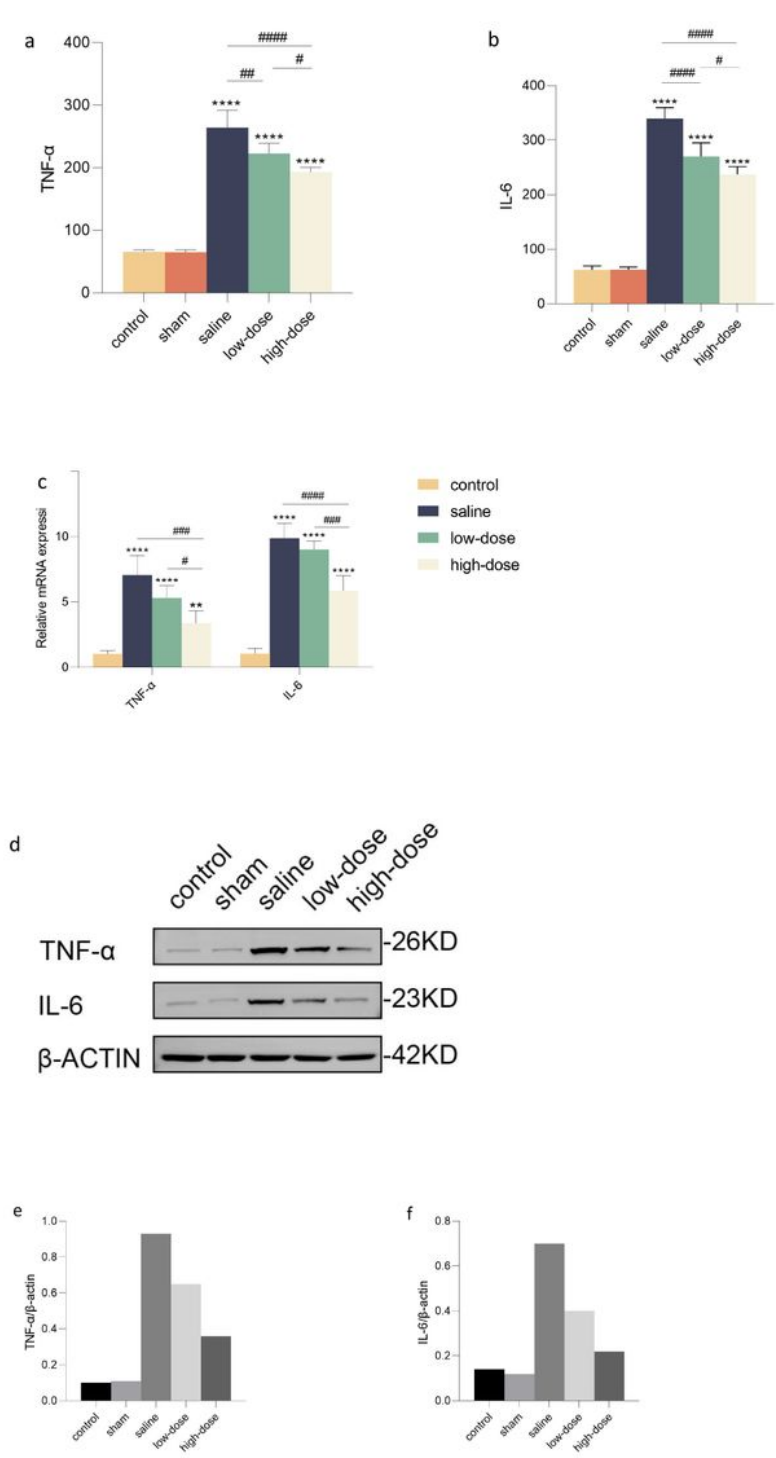 a
TNF-α
400
300
200
100
0
####
##
#
****
****
****
control
sham
saline
low-dose
high-dose
b
IL-6
400
300
200
100
0
####
####
#
****
****
****
control
sham
saline
low-dose
high-dose
c
Relative mRNA expressi
10
5
0
###
#
****
****
**
####
###
****
****
****
TNF-α
IL-6
control
saline
low-dose
high-dose
d
control
sham
saline
low-dose
high-dose
TNF-α
-26KD
IL-6
-23KD
β-ACTIN
-42KD
e
TNF-α/β-actin
1.0
0.8
0.6
0.4
0.2
0.0
control
sham
saline
low-dose
high-dose
f
IL-6/β-actin
0.8
0.6
0.4
0.2
0.0
control
sham
saline
low-dose
high-dose